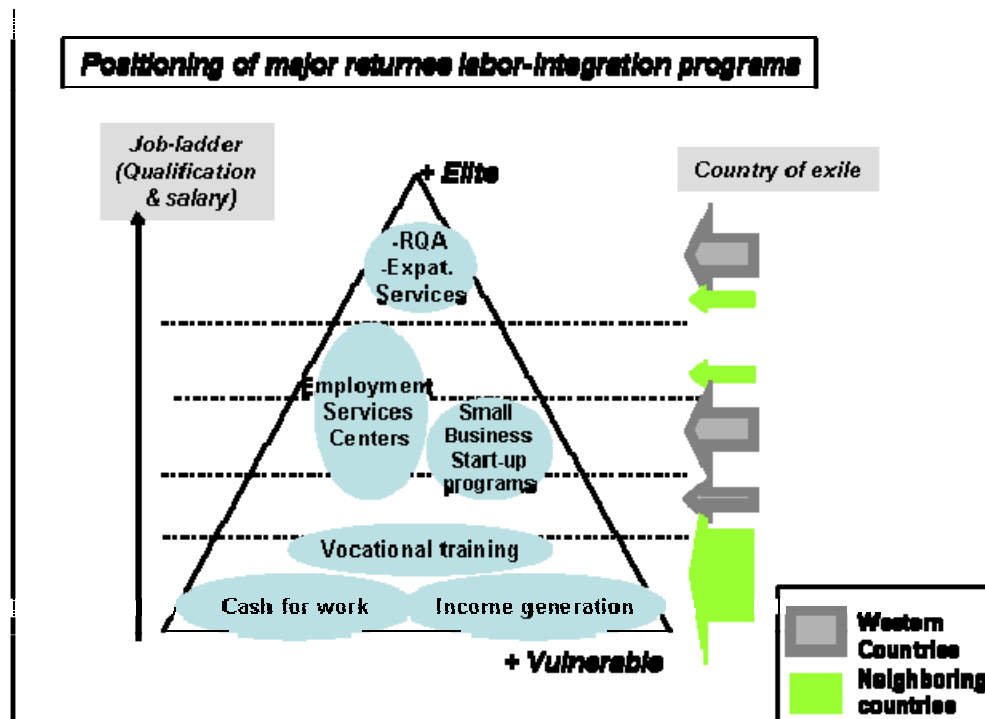 Positioning of major returnee labor-integration programs
Job-ladder
(Qualification
& salary)
+ Elite
Country of exile
-RQA
-Expat.
Services
Employment
Services
Centers
Small
Business
Start-up
programs
Vocational training
Cash for work
Income generation
+ Vulnerable
Western
Countries
Neighboring
countries